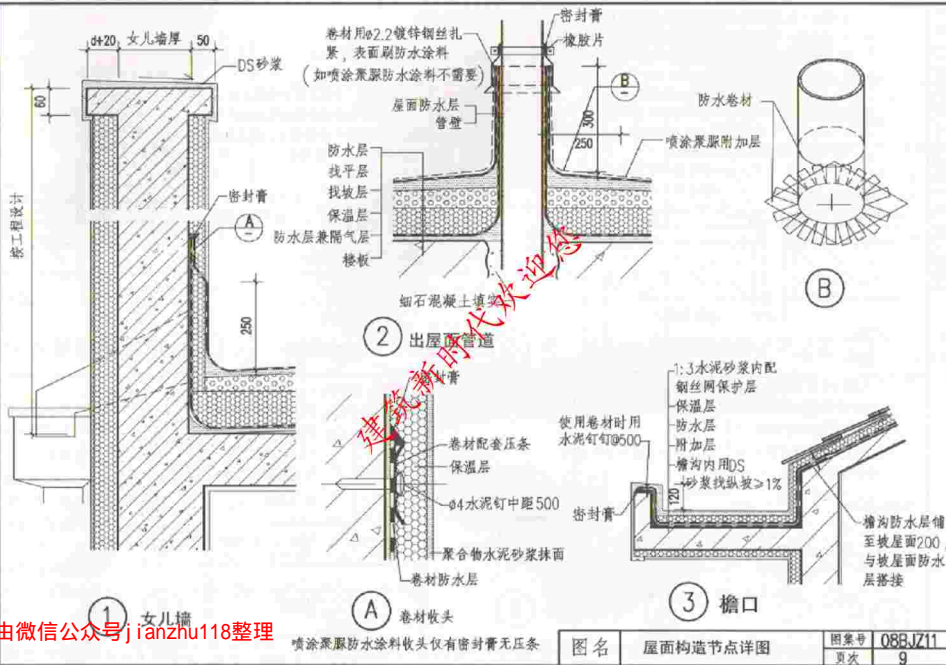 d+20 女儿墙厚 50
DS砂浆
60
按工程设计
密封膏
A
250
1 女儿墙
卷材用ø2.2镀锌钢丝扎
紧，表面刷防水涂料
（如喷涂聚脲防水涂料不需要）
屋面防水层
管壁
防水层
找平层
找坡层
保温层
防水层兼隔气层
楼板
密封膏
橡胶片
B
300
250
喷涂聚脲附加层
细石混凝土填实
2 出屋面管道
防水卷材
B
密封膏
卷材配套压条
保温层
ø4水泥钉中距500
聚合物水泥砂浆抹面
卷材防水层
A 卷材收头
喷涂聚脲防水涂料收头仅有密封膏无压条
1:3水泥砂浆内配
钢丝网保护层
保温层
防水层
附加层
檐沟内用DS
砂浆找纵坡≥1%
使用卷材时用
水泥钉钉@500
密封膏
120
檐沟防水层铺
至坡屋面200,
与坡屋面防水
层搭接
3 檐口
图名 屋面构造节点详图
图集号 08BJZ11
页次 9
建筑新时代欢迎您
由微信公众号jianzhu118整理